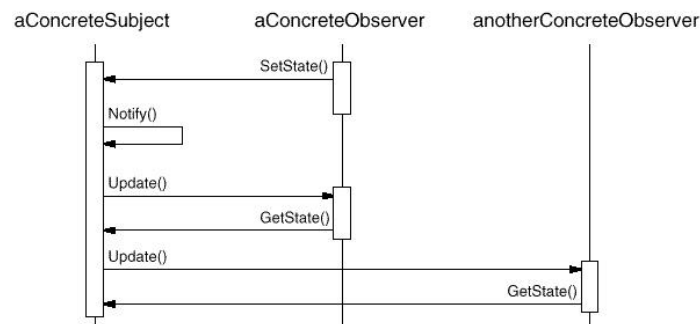 aConcreteSubject aConcreteObserver anotherConcreteObserver
SetState()
Notify()
Update()
GetState()
Update()
GetState()